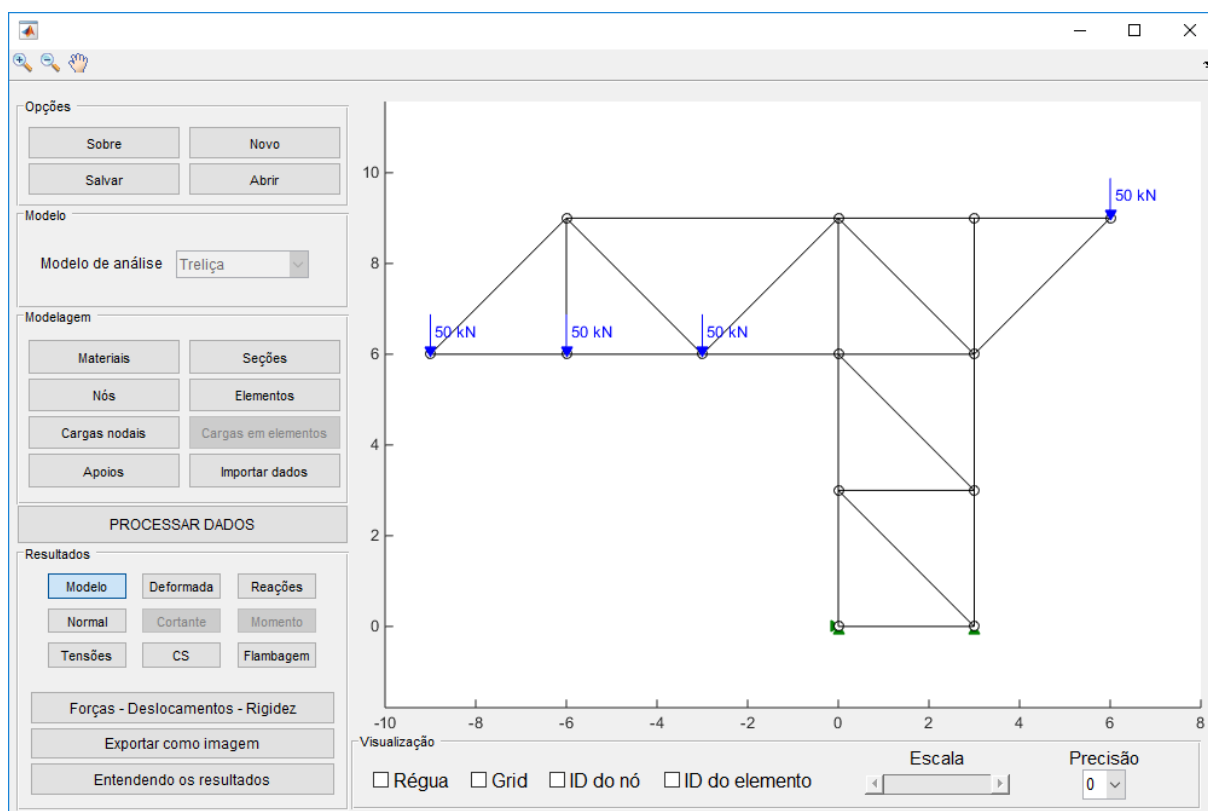 Opções
Sobre
Novo
Salvar
Abrir
Modelo
Modelo de análise
Treliça
Modelagem
Materiais
Seções
Nós
Elementos
Cargas nodais
Cargas em elementos
Apoios
Importar dados
PROCESSAR DADOS
Resultados
Modelo
Deformada
Reações
Normal
Cortante
Momento
Tensões
CS
Flambagem
Forças - Deslocamentos - Rigidez
Exportar como imagem
Entendendo os resultados
10
8
6
4
2
0
50 kN
50 kN
50 kN
50 kN
-10 -8 -6 -4 -2 0 2 4 6 8
Visualização
Régua
Grid
ID do nó
ID do elemento
Escala
Precisão
0